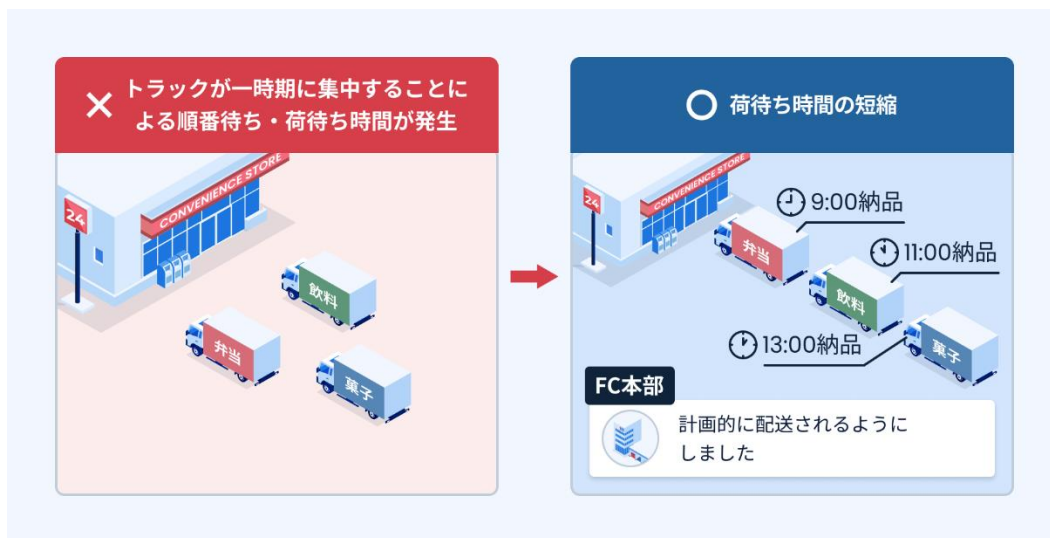 トラックが一時期に集中することに
よる順番待ち・荷待ち時間が発生
CONVENIENCE STORE
24
飲料
弁当
菓子
荷待ち時間の短縮
CONVENIENCE STORE
24
9:00納品
弁当
11:00納品
飲料
13:00納品
菓子
FC本部
計画的に配送されるように
しました